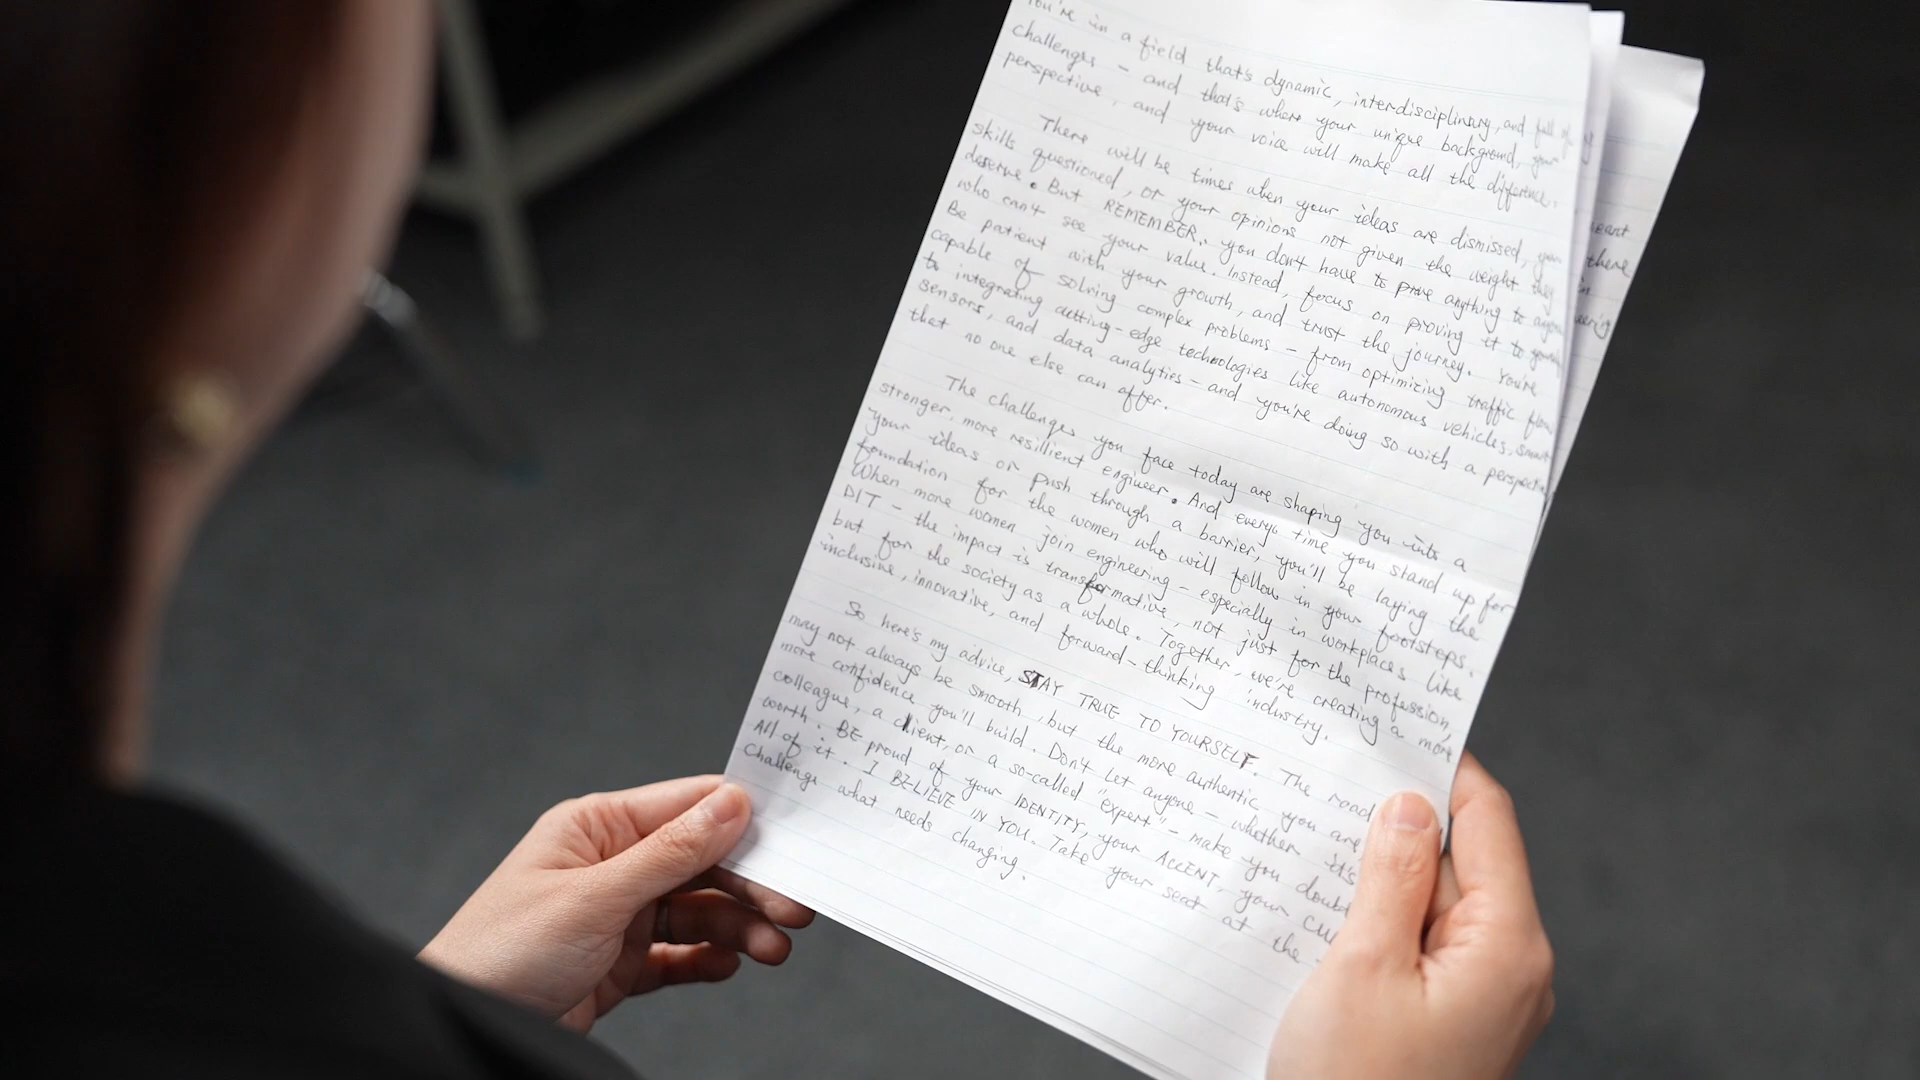 You're in a field that's dynamic, interdisciplinary, and full of
challenges - and that's where your unique background, your
perspective, and your voice will make all the difference.
There will be times when your ideas are dismissed, your
skills questioned, or your opinions not given the weight they
deserve. But REMEMBER, you don't have to prove anything to anyone
who can't see your value. Instead, focus on proving it to yourself.
Be patient with your growth, and trust the journey. You're
capable of solving complex problems - from optimizing traffic flow
to integrating cutting-edge technologies like autonomous vehicles, smart
sensors, and data analytics - and you're doing so with a perspective
that no one else can offer.
The challenges you face today are shaping you into a
stronger, more resillient engineer. And every time you stand up for
your ideas or push through a barrier, you'll be laying the
foundation for the women who will follow in your footsteps.
When more women join engineering - especially in workplaces like
DIT - the impact is transformative, not just for the profession,
but for the society as a whole. Together, we're creating a more
inclusive, innovative, and forward-thinking industry.
So here's my advice, STAY TRUE TO YOURSELF. The road
may not always be smooth, but the more authentic you are
more confidence you'll build. Don't let anyone - whether it's
colleague, a client, or a so-called "expert" - make you doubt
worth. BE proud of your IDENTITY, your ACCENT, your
All of it. I BELIEVE IN YOU. Take your seat at the
Challenge what needs changing.
eant
there
in
eering